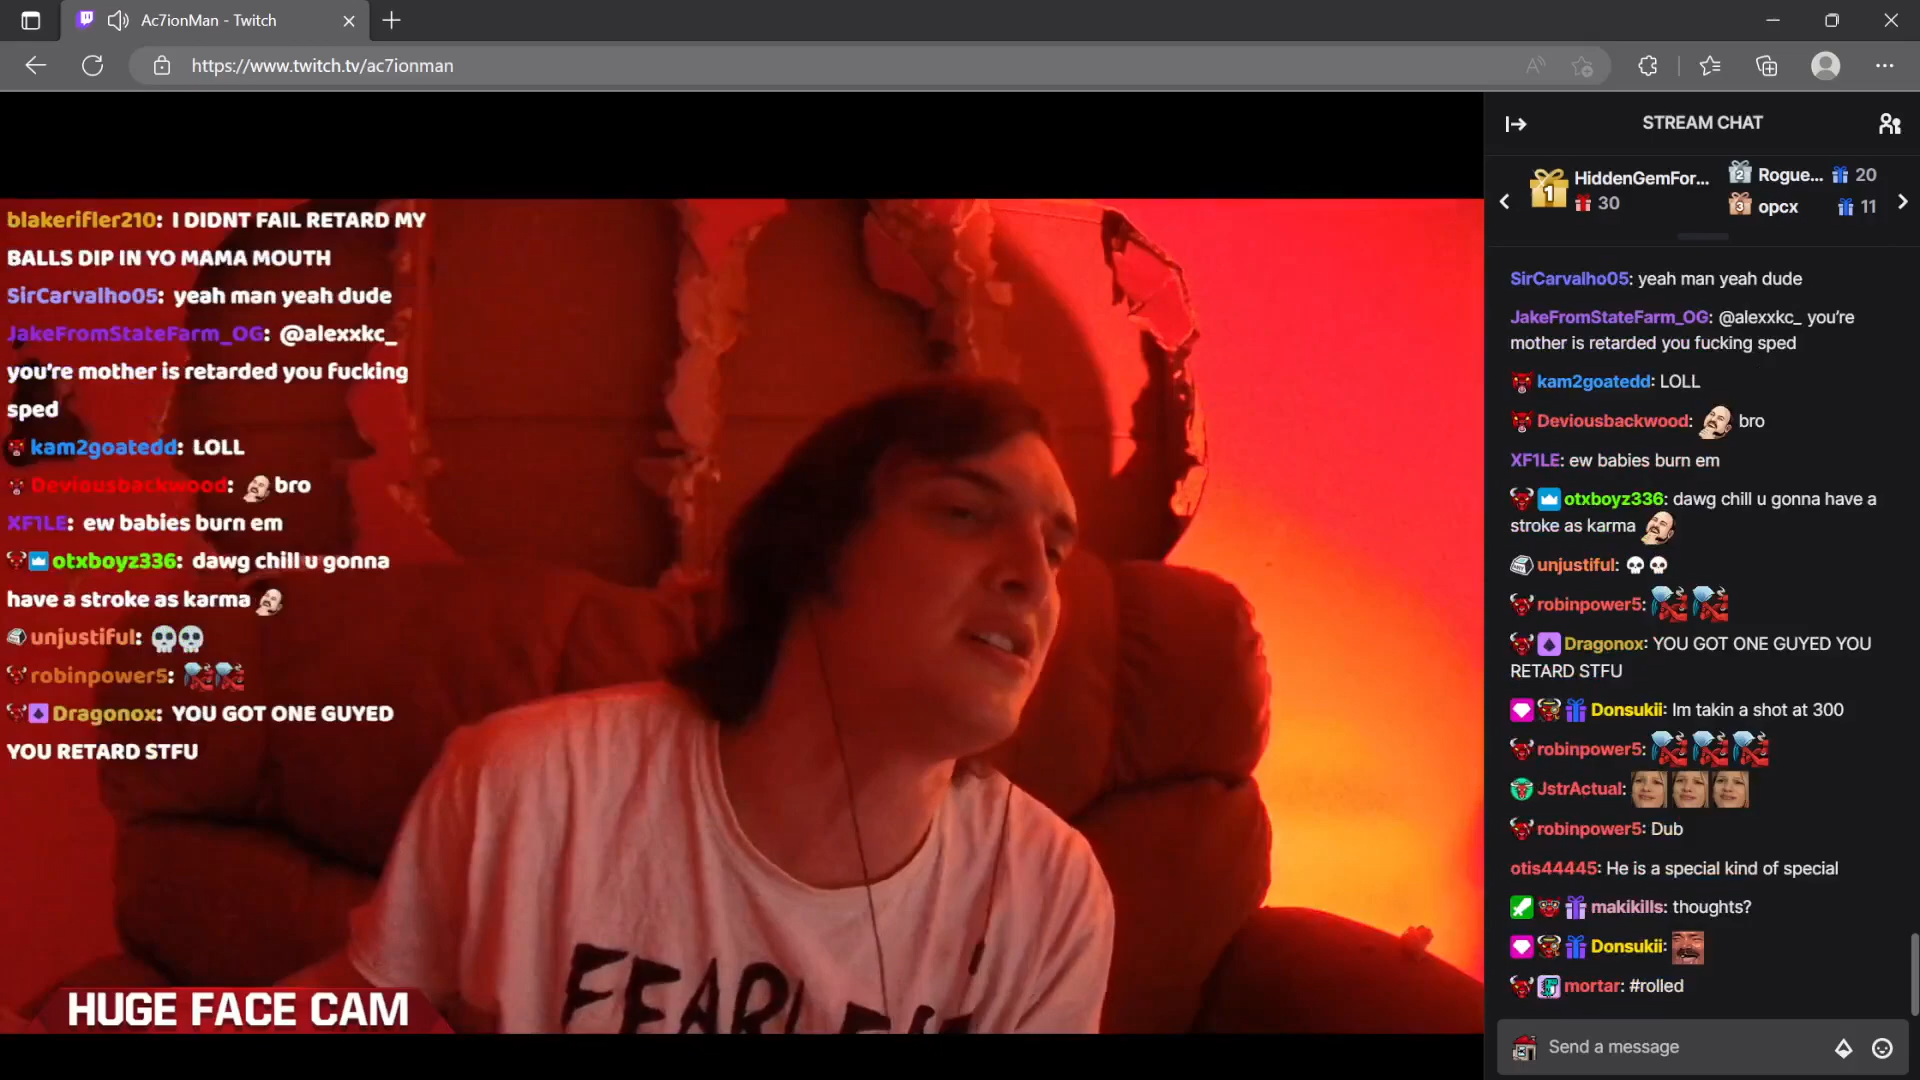 Ac7ionMan - Twitch
https://www.twitch.tv/ac7ionman
blakerifler210: I DIDNT FAIL RETARD MY
BALLS DIP IN YO MAMA MOUTH
SirCarvalho05: yeah man yeah dude
JakeFromStateFarm_OG: @alexxkc_
you're mother is retarded you fucking
sped
kam2goatedd: LOLL
Deviousbackwood: bro
XF1LE: ew babies burn em
otxboyz336: dawg chill u gonna
have a stroke as karma
unjustiful: 💀💀
robinpower5:
Dragonox: YOU GOT ONE GUYED
YOU RETARD STFU
FEARLESS
HUGE FACE CAM
STREAM CHAT
1 HiddenGemFor... 30
2 Rogue... 20
3 opcx 11
SirCarvalho05: yeah man yeah dude
JakeFromStateFarm_OG: @alexxkc_ you're
mother is retarded you fucking sped
kam2goatedd: LOLL
Deviousbackwood: bro
XF1LE: ew babies burn em
otxboyz336: dawg chill u gonna have a
stroke as karma
unjustiful: 💀💀
robinpower5:
Dragonox: YOU GOT ONE GUYED YOU
RETARD STFU
Donsukii: Im takin a shot at 300
robinpower5:
JstrActual:
robinpower5: Dub
otis44445: He is a special kind of special
makikills: thoughts?
Donsukii:
mortar: #rolled
Send a message